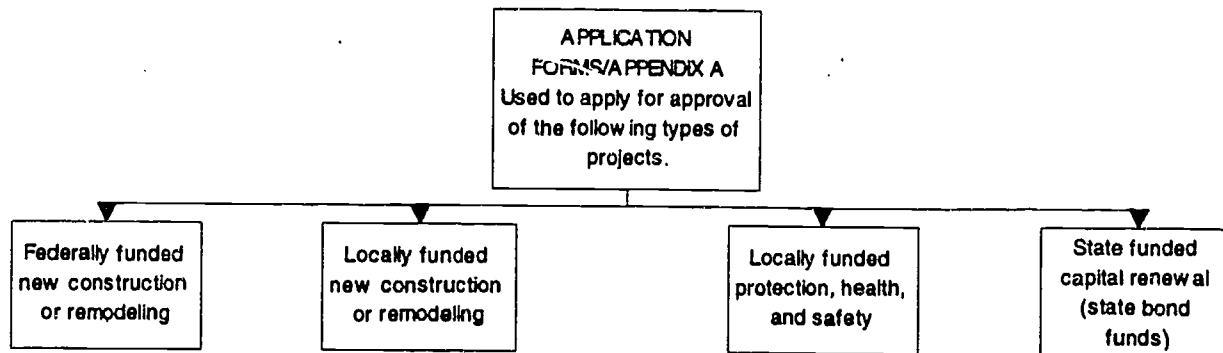 APPLICATION
FORMS/APPENDIX A
Used to apply for approval
of the following types of
projects.
Federally funded
new construction
or remodeling
Locally funded
new construction
or remodeling
Locally funded
protection, health,
and safety
State funded
capital renewal
(state bond
funds)